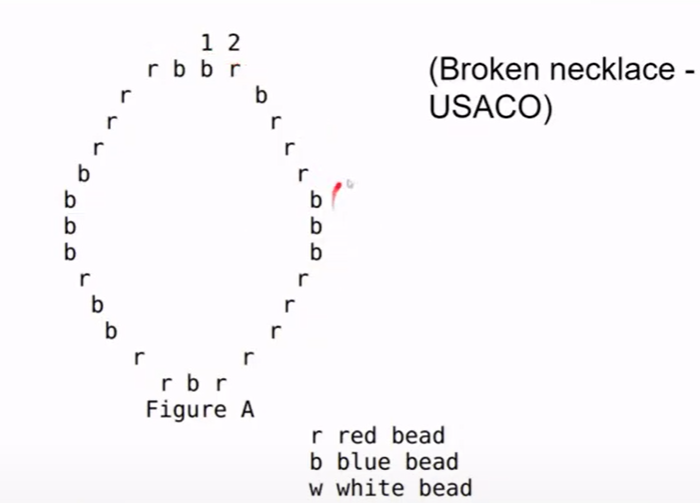 1 2
(Broken necklace -
USACO)
r b b r
r b
r r
r r
b r
b b
b b
b b
r r
b r
b r
r r
r b r
Figure A
r red bead
b blue bead
w white bead